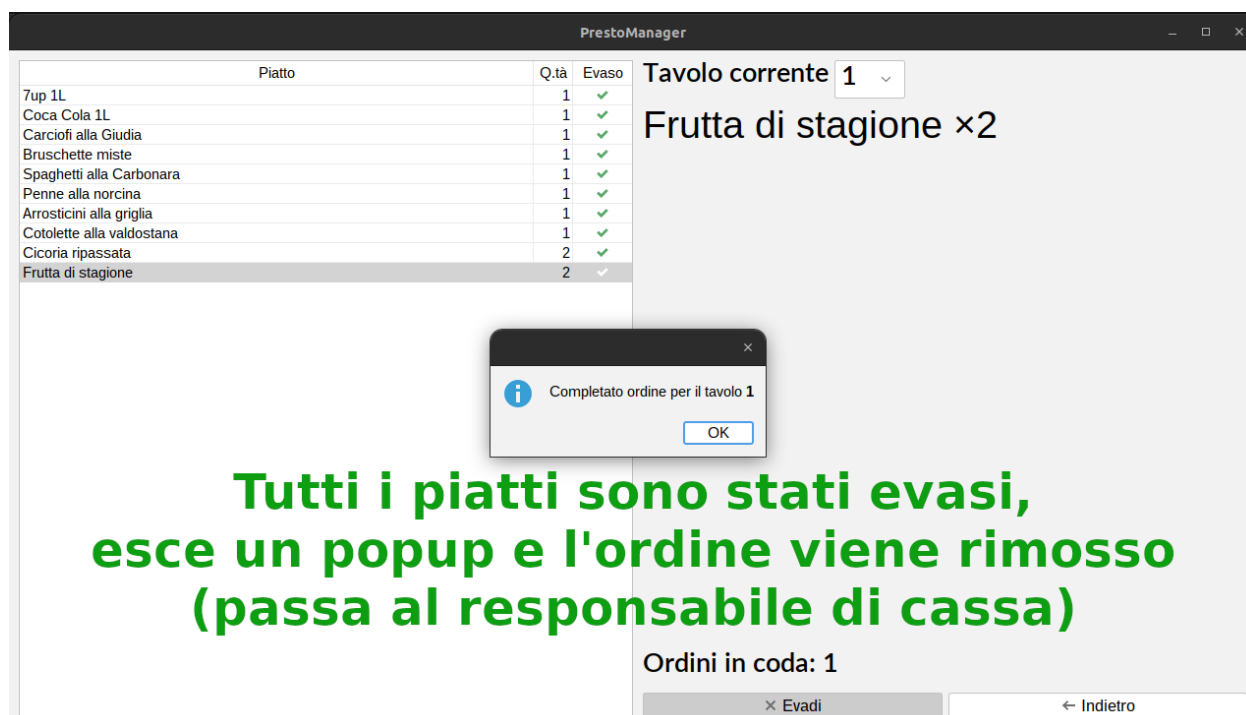 PrestoManager
Piatto Q.tà Evaso
7up 1L 1
Coca Cola 1L 1
Carciofi alla Giudia 1
Bruschette miste 1
Spaghetti alla Carbonara 1
Penne alla norcina 1
Arrosticini alla griglia 1
Cotolette alla valdostana 1
Cicoria ripassata 2
Frutta di stagione 2
Tavolo corrente 1
Frutta di stagione ×2
Completato ordine per il tavolo 1
OK
Tutti i piatti sono stati evasi,
esce un popup e l'ordine viene rimosso
(passa al responsabile di cassa)
Ordini in coda: 1
× Evadi
← Indietro